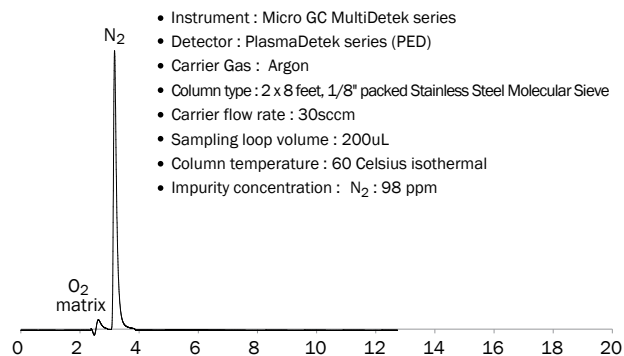 • Instrument : Micro GC MultiDetek series
• Detector : PlasmaDetek series (PED)
• Carrier Gas : Argon
• Column type : 2 x 8 feet, 1/8" packed Stainless Steel Molecular Sieve
• Carrier flow rate : 30sccm
• Sampling loop volume : 200uL
• Column temperature : 60 Celsius isothermal
• Impurity concentration : N₂ : 98 ppm
N₂
O₂
matrix
0 2 4 6 8 10 12 14 16 18 20